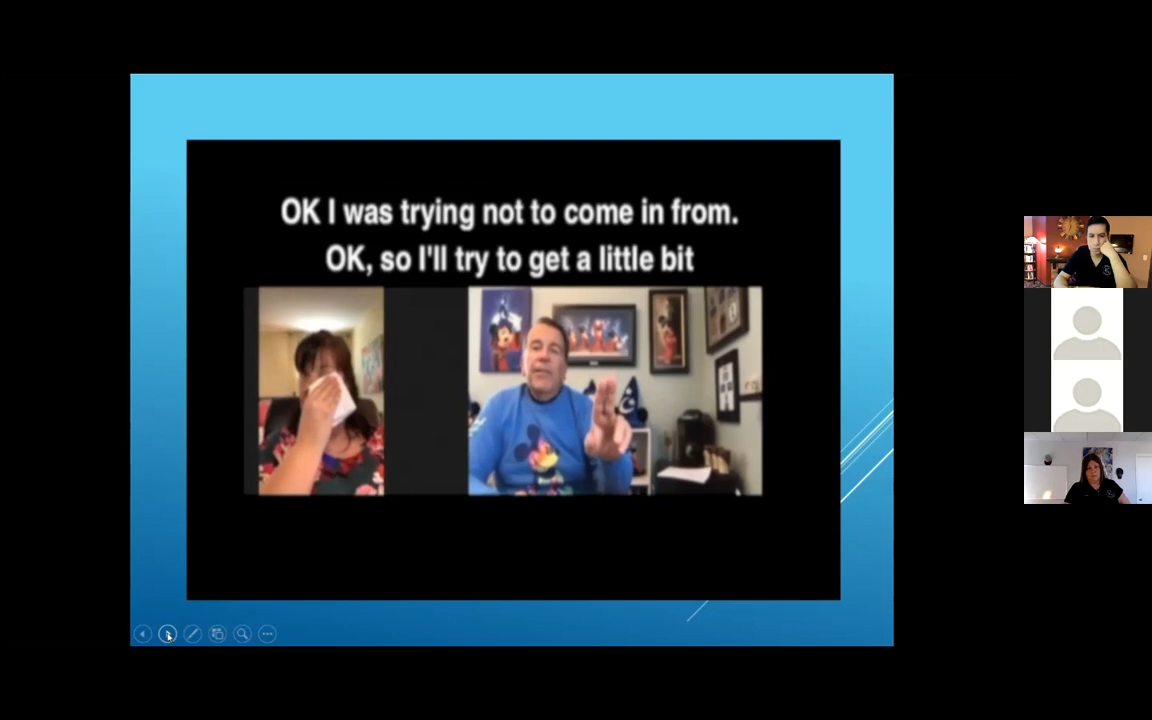 OK I was trying not to come in from.
OK, so I'll try to get a little bit